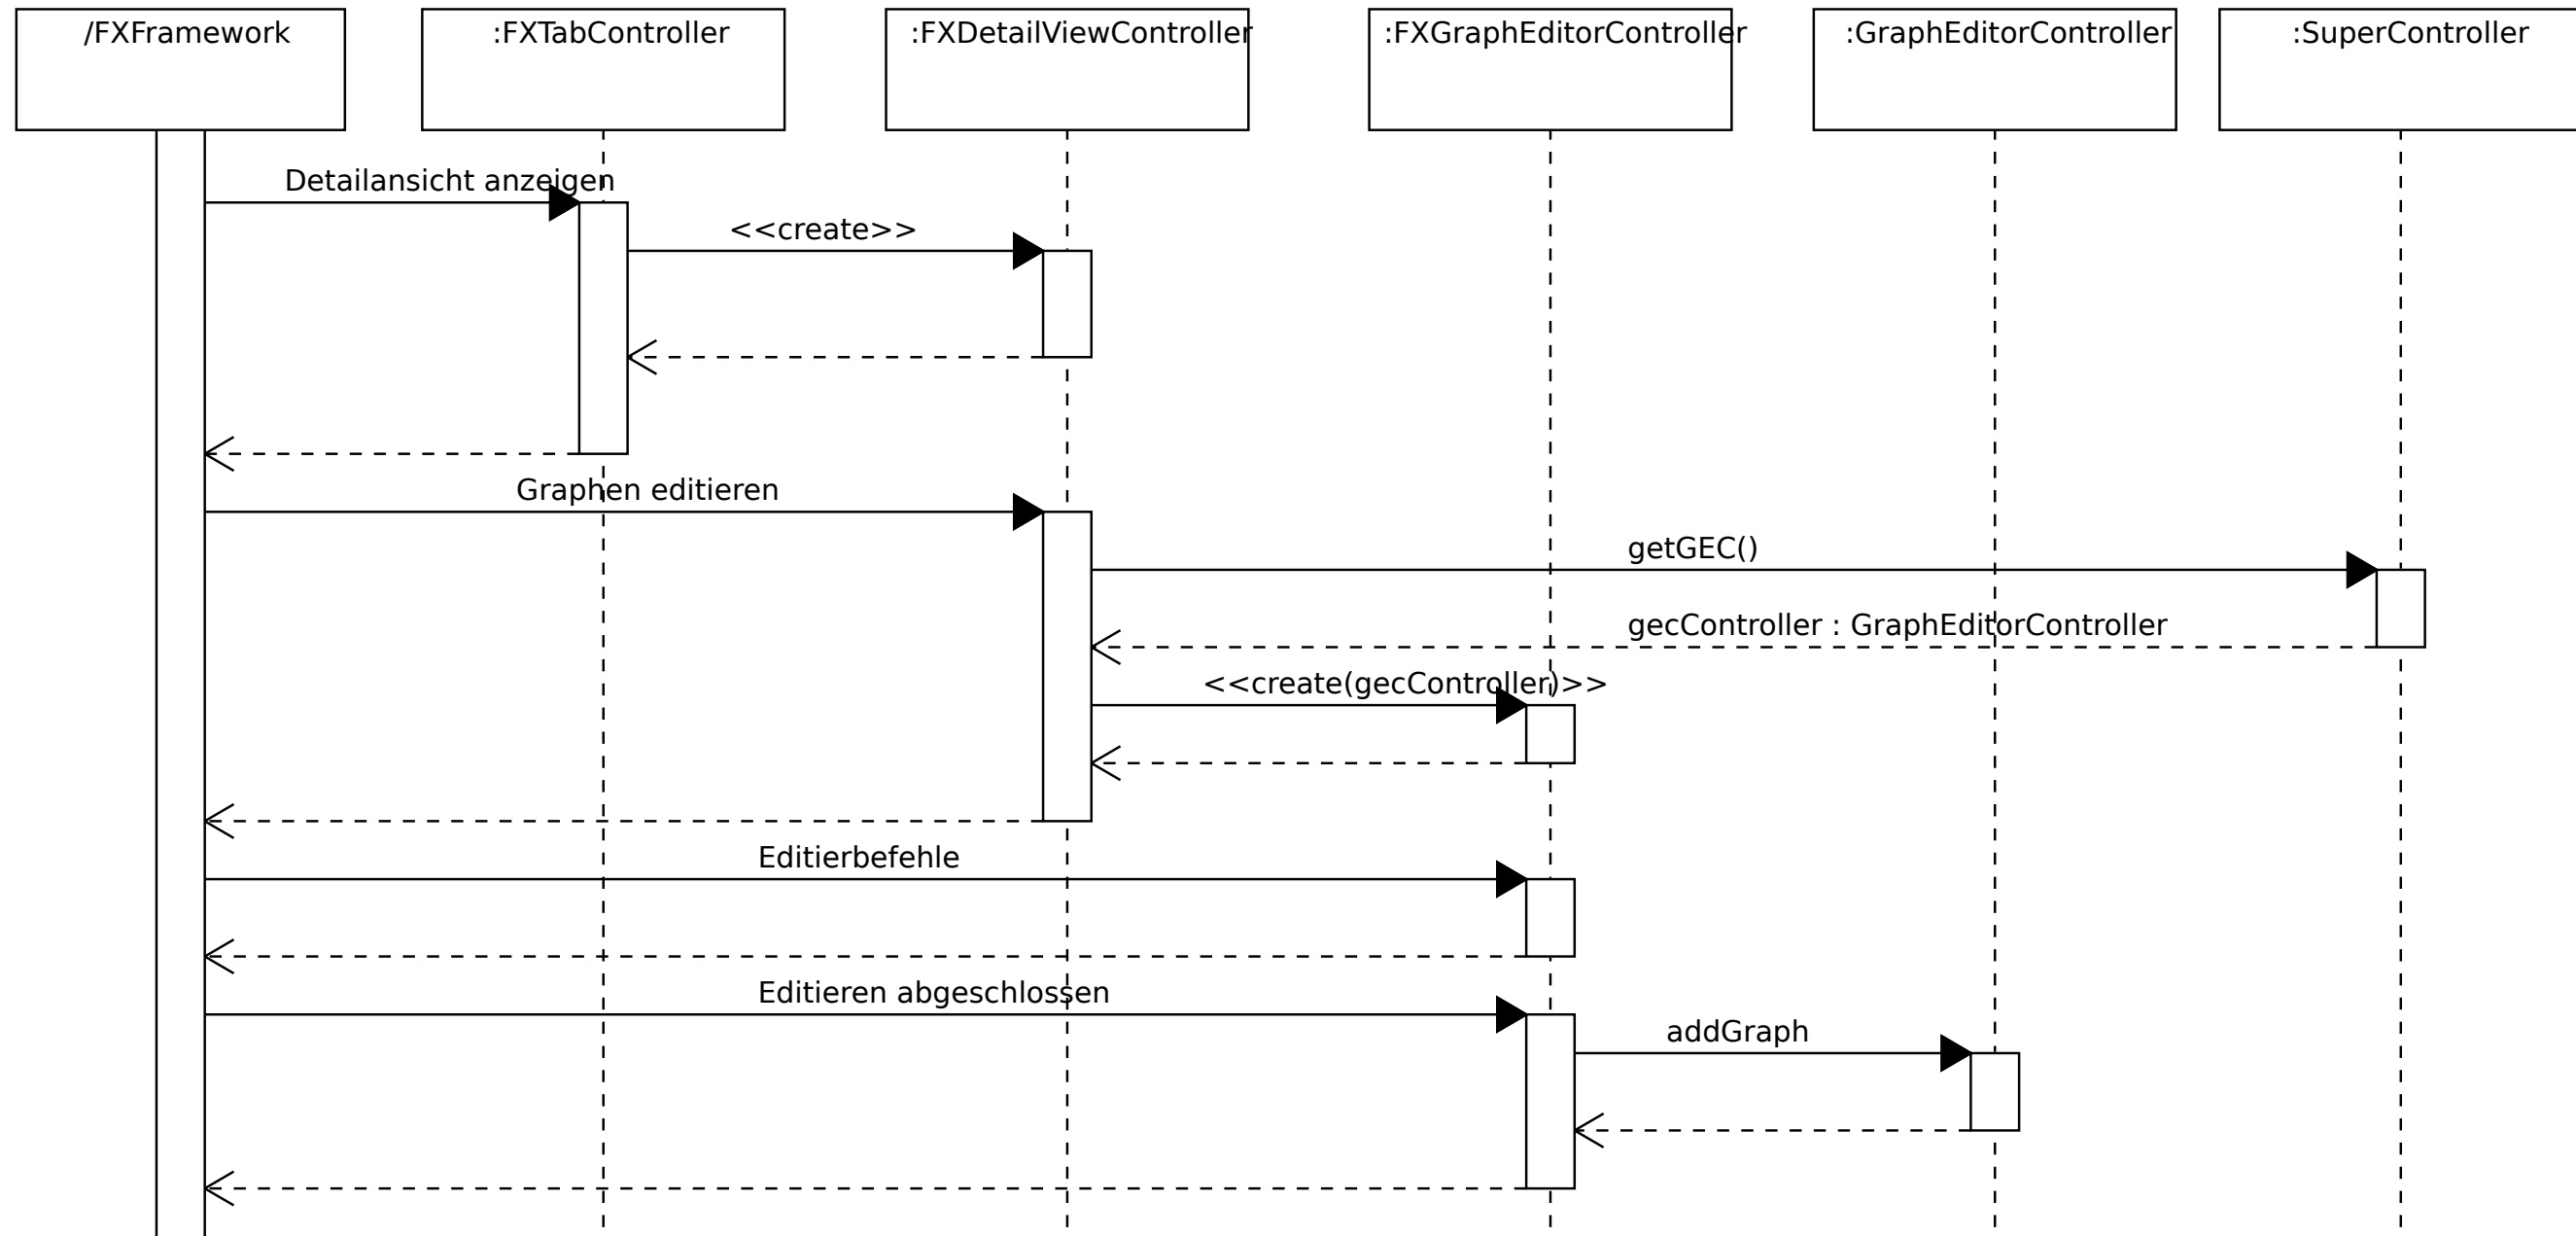 /FXFramework
:FXTabController
:FXDetailViewController
:FXGraphEditorController
:GraphEditorController
:SuperController
Detailansicht anzeigen
<<create>>
Graphen editieren
getGEC()
gecController : GraphEditorController
<<create(gecController)>>
Editierbefehle
Editieren abgeschlossen
addGraph